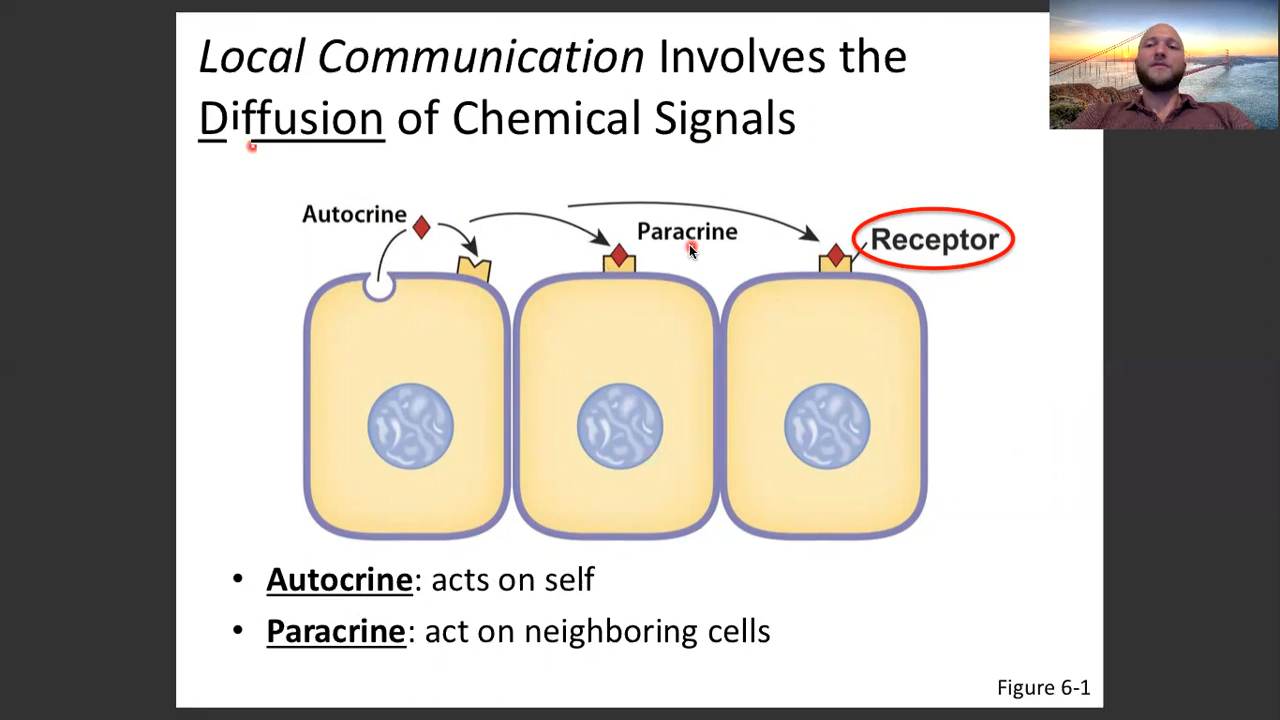 Local Communication Involves the
Diffusion of Chemical Signals
Autocrine
Paracrine
Receptor
• Autocrine: acts on self
• Paracrine: act on neighboring cells
Figure 6-1